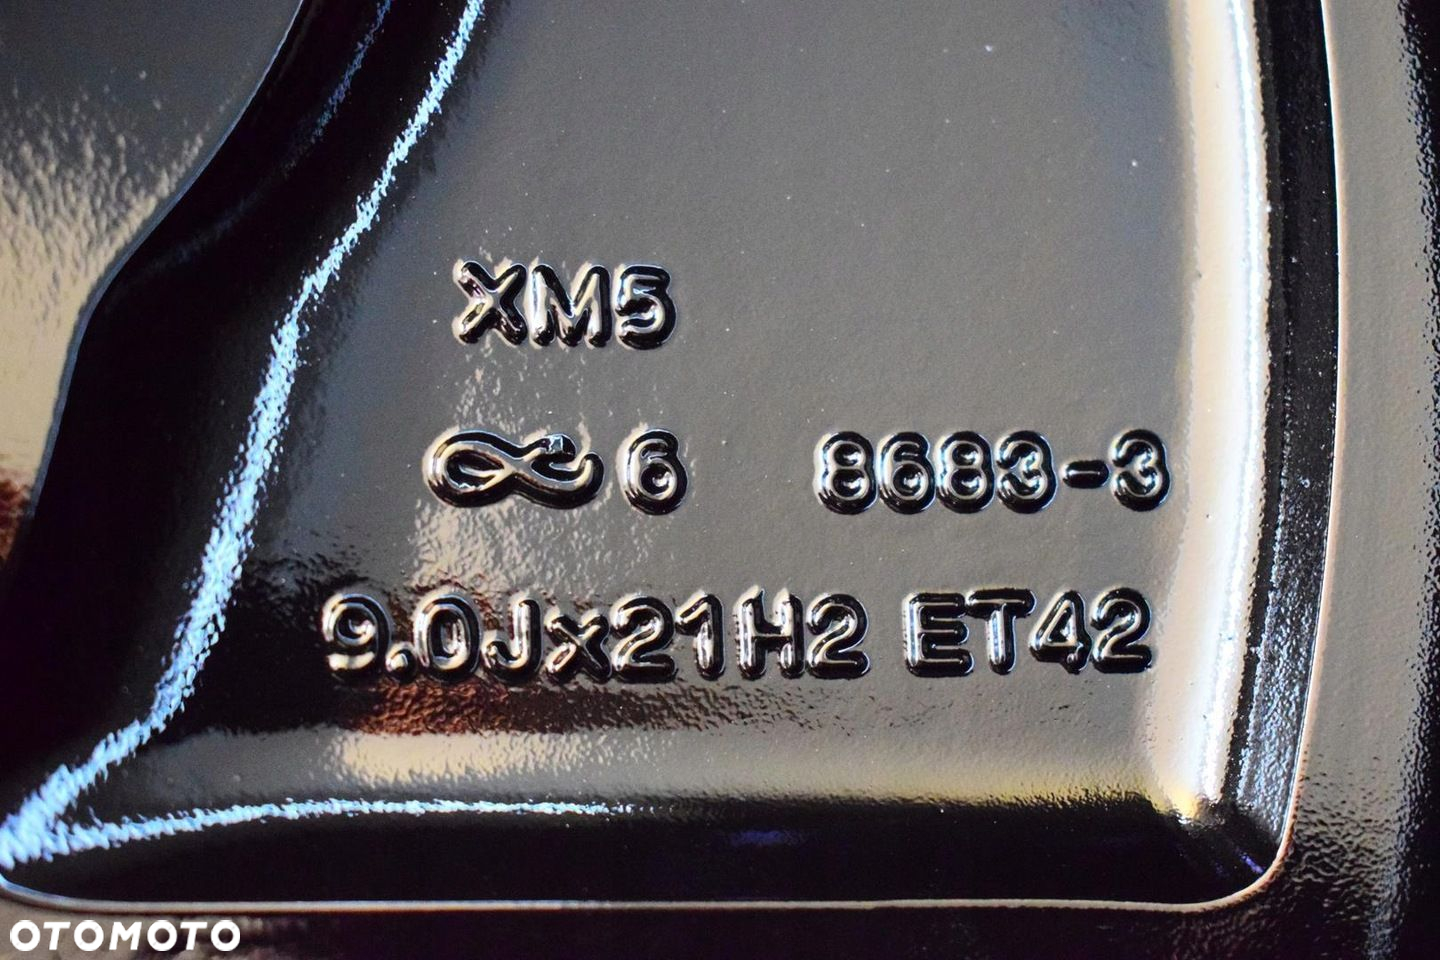 XM5
6 8683-3
9.0Jx21H2 ET42
OTOMOTO